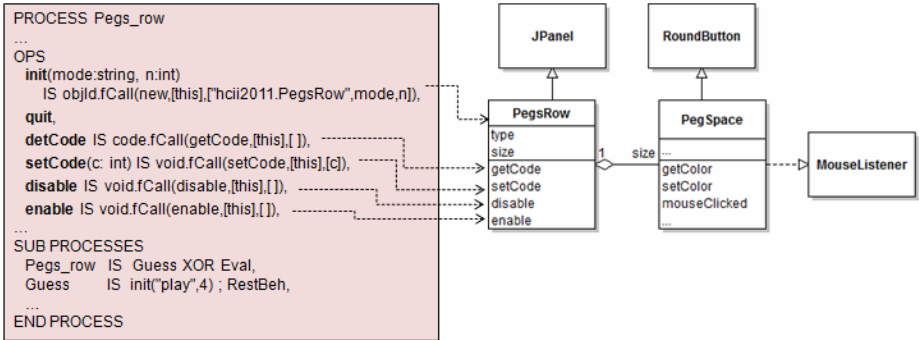 PROCESS Pegs_row
...
OPS
init(mode:string, n:int)
IS objId.fCall(new,[this],["hcii2011.PegsRow",mode,n]),
quit,
detCode IS code.fCall(getCode,[this],[ ]),
setCode(c: int) IS void.fCall(setCode,[this],[c]),
disable IS void.fCall(disable,[this],[ ]),
enable IS void.fCall(enable,[this],[ ]),
...
SUB PROCESSES
Pegs_row IS Guess XOR Eval,
Guess IS init("play",4) ; RestBeh,
...
END PROCESS
JPanel
RoundButton
PegsRow
type
size
getCode
setCode
disable
enable
1
size
PegSpace
...
getColor
setColor
mouseClicked
...
MouseListener